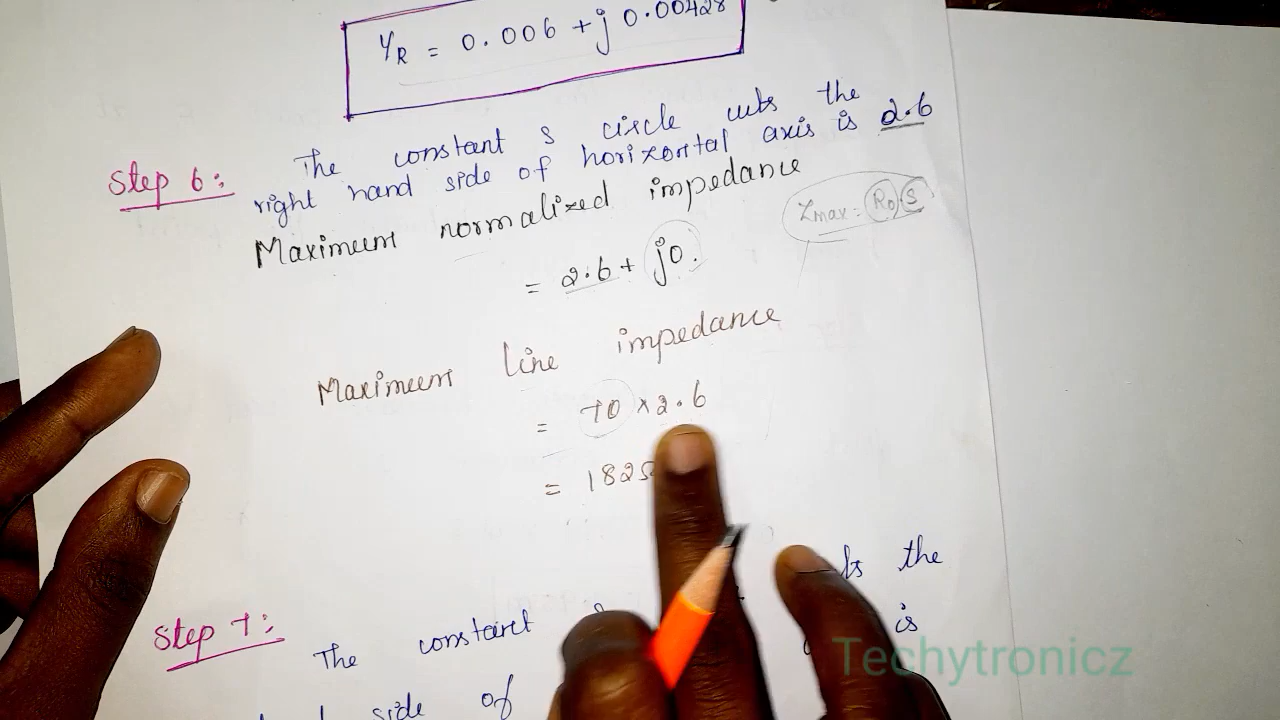 YR = 0.006 + j 0.00428
Step 6: The constant s circle cuts the
right hand side of horizontal axis is 2.6
Maximum normalized impedance
Zmax = R0 S
= 2.6 + j0.
Maximum line impedance
= 70 × 2.6
= 182Ω
Step 7: The constant the
is
side of
Techytronicz